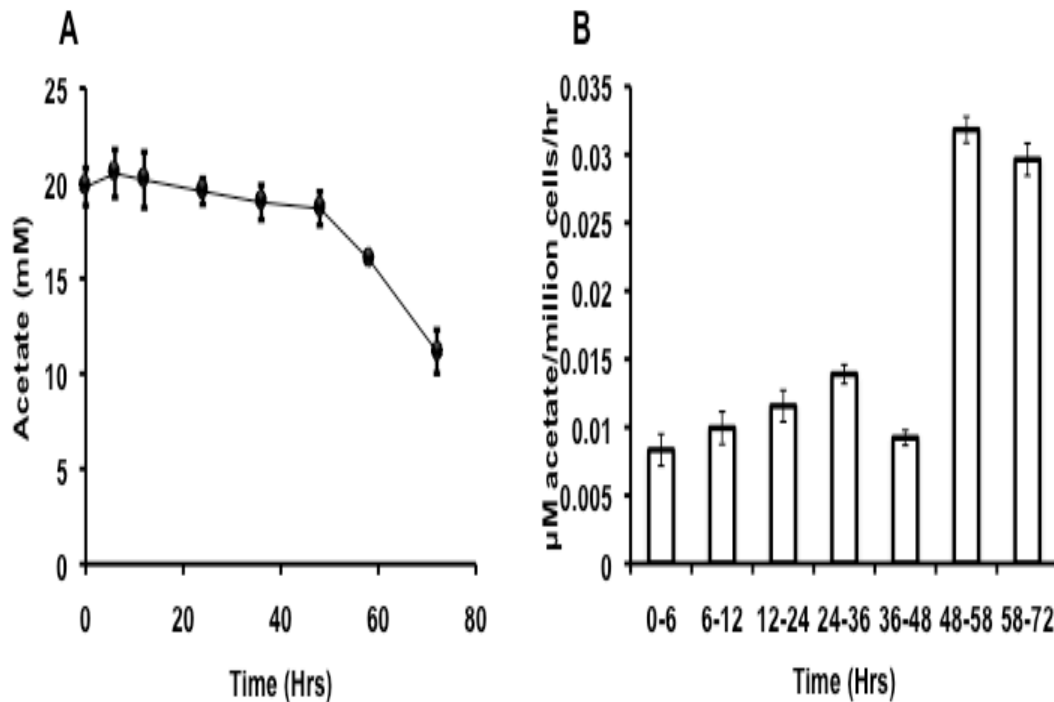 A
25
20
15
10
5
0
Acetate (mM)
0 20 40 60 80
Time (Hrs)
B
0.035
0.03
0.025
0.02
0.015
0.01
0.005
0
µM acetate/million cells/hr
0-6 6-12 12-24 24-36 36-48 48-58 58-72
Time (Hrs)